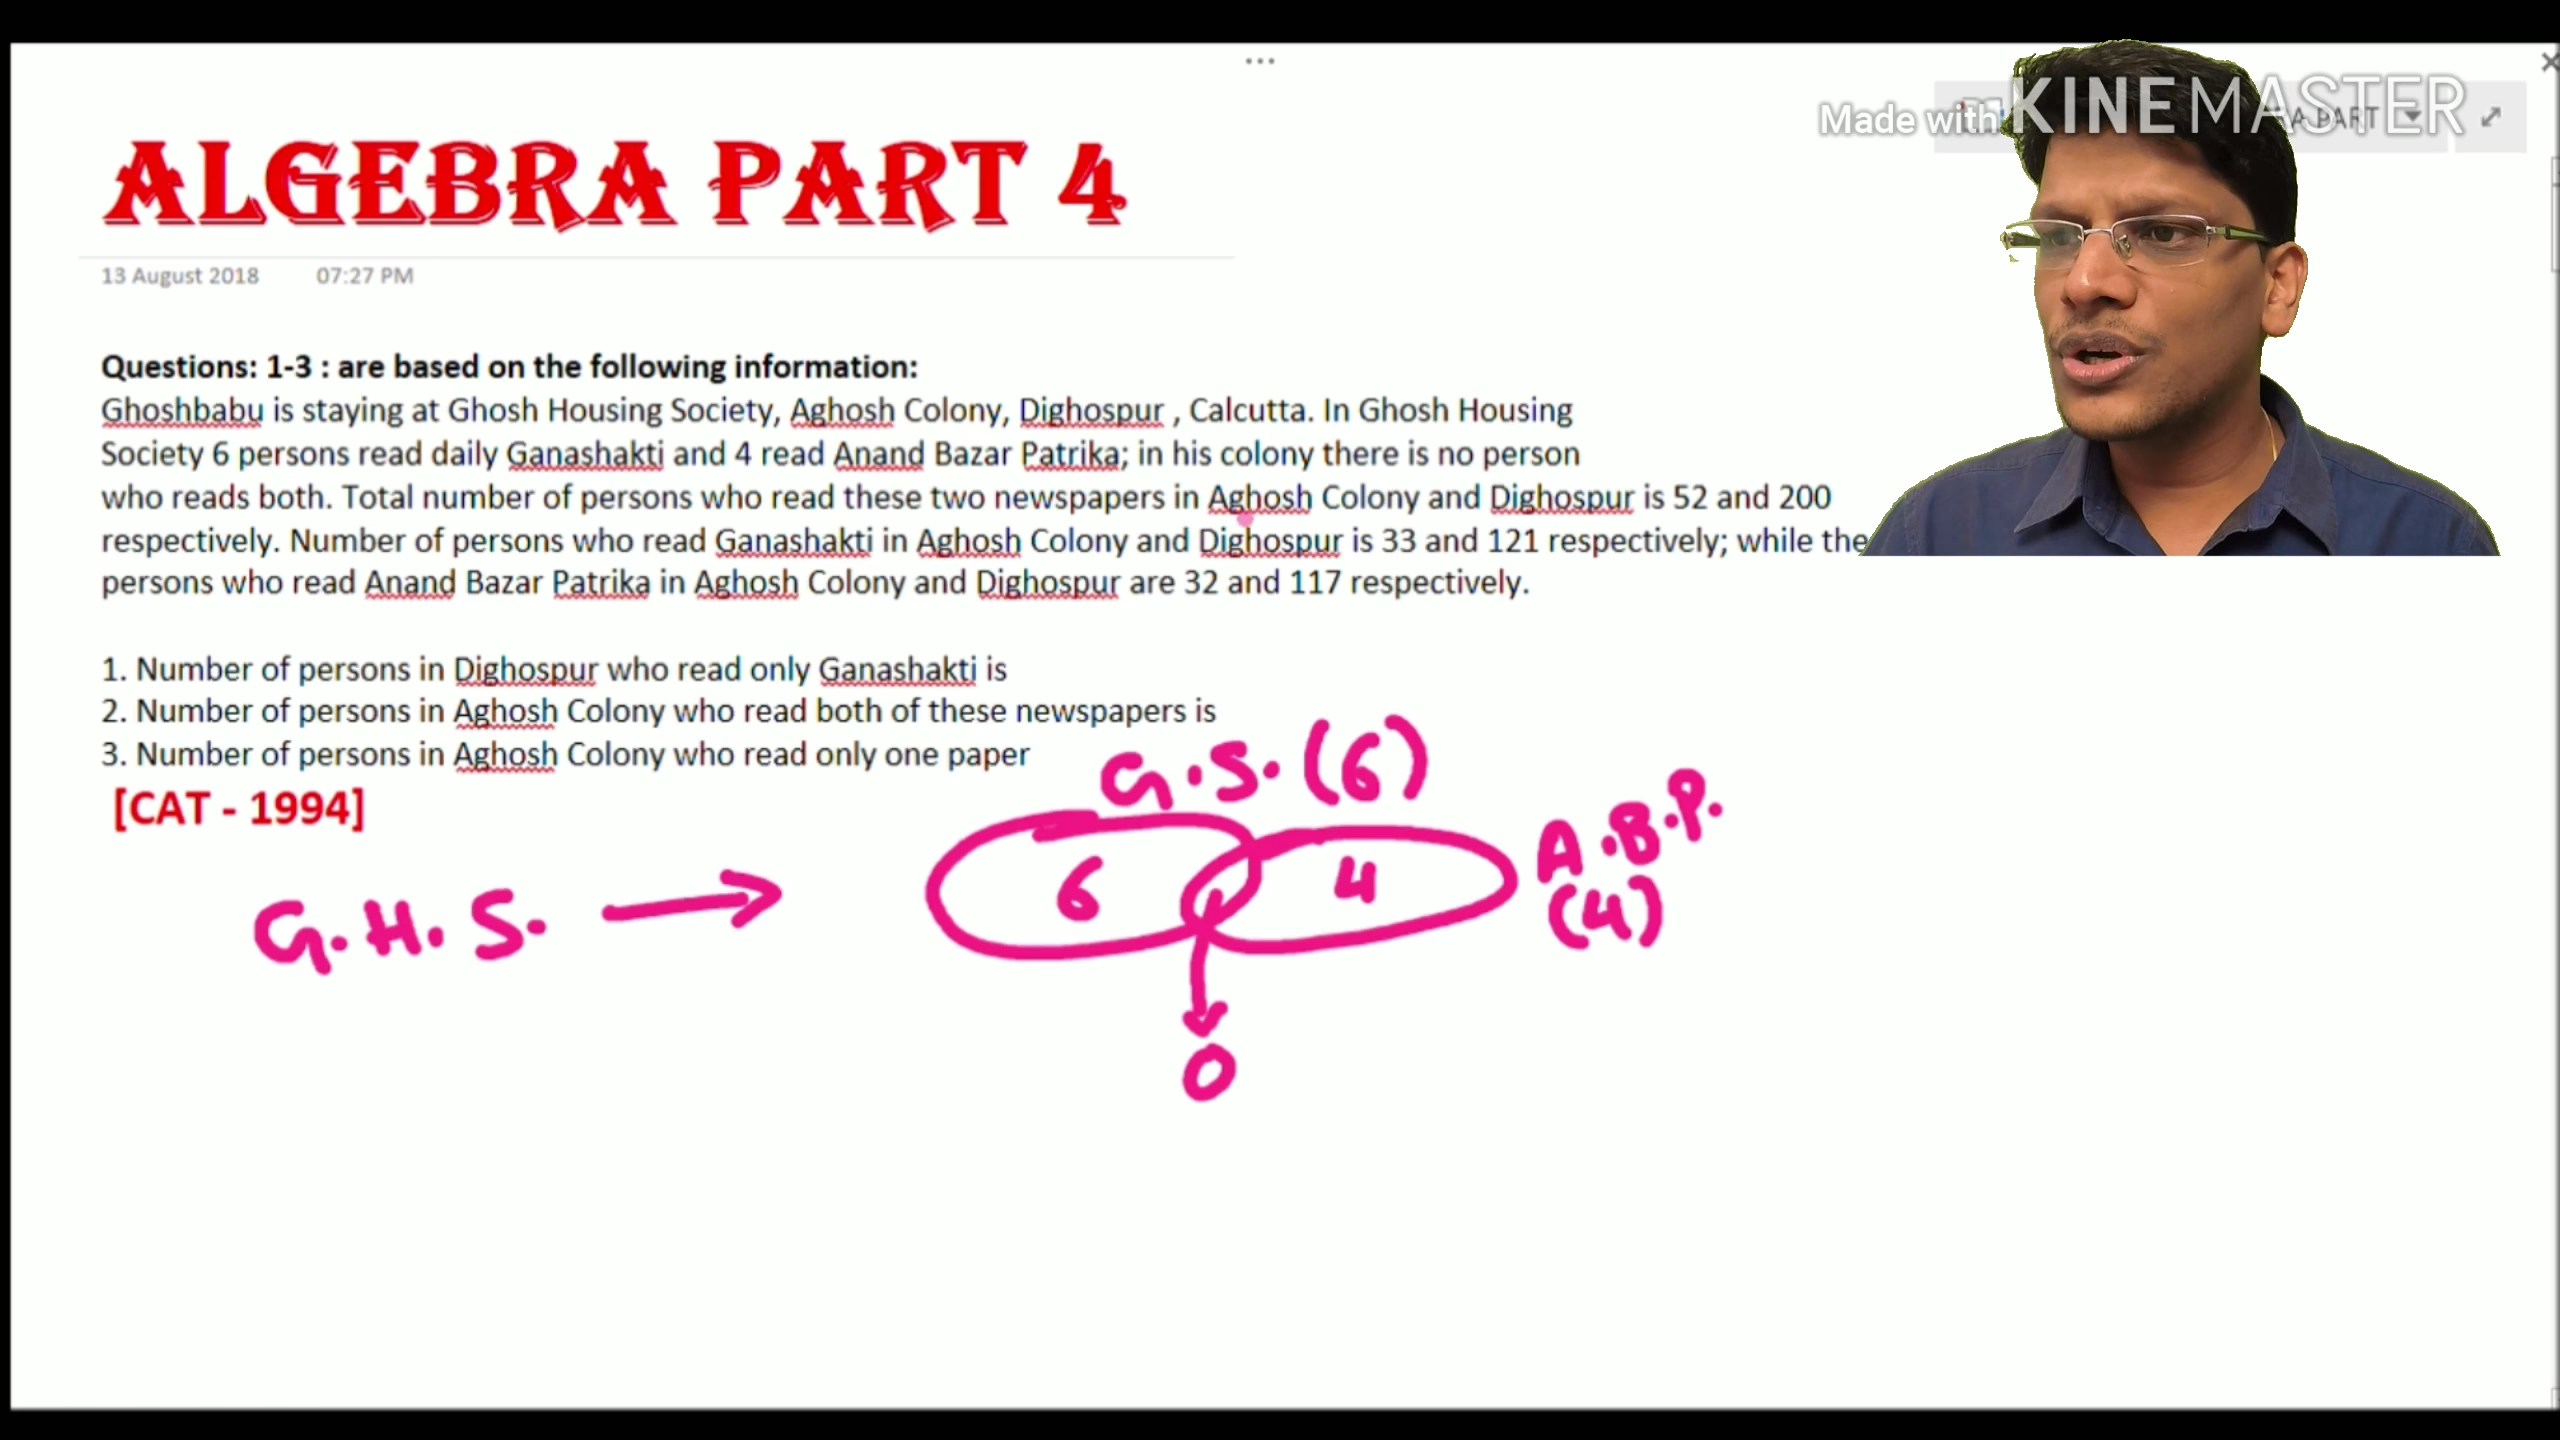 ...
Made with KINEMASTER
A PART
ALGEBRA PART 4
13 August 2018 07:27 PM
Questions: 1-3 : are based on the following information:
Ghoshbabu is staying at Ghosh Housing Society, Aghosh Colony, Dighospur , Calcutta. In Ghosh Housing
Society 6 persons read daily Ganashakti and 4 read Anand Bazar Patrika; in his colony there is no person
who reads both. Total number of persons who read these two newspapers in Aghosh Colony and Dighospur is 52 and 200
respectively. Number of persons who read Ganashakti in Aghosh Colony and Dighospur is 33 and 121 respectively; while the
persons who read Anand Bazar Patrika in Aghosh Colony and Dighospur are 32 and 117 respectively.
1. Number of persons in Dighospur who read only Ganashakti is
2. Number of persons in Aghosh Colony who read both of these newspapers is
3. Number of persons in Aghosh Colony who read only one paper
[CAT - 1994]
G.S. (6)
A.B.P.
(4)
G.H.S.
6 4
0